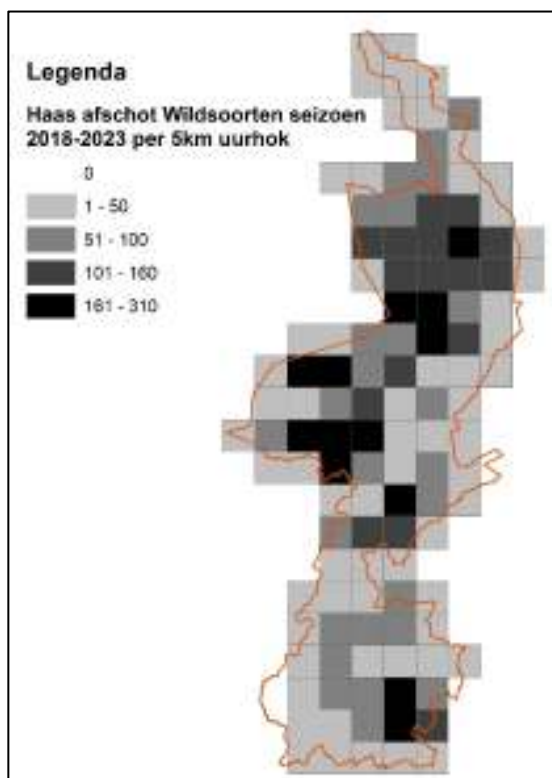 Legenda
Haas afschot Wildsoorten seizoen
2018-2023 per 5km uurhok
0
1 - 50
51 - 100
101 - 160
161 - 310